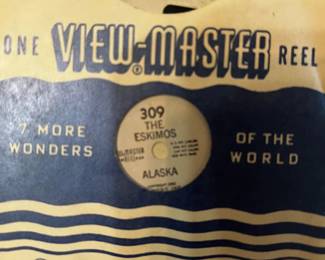 ONE VIEW-MASTER REEL
®
309
THE
ESKIMOS
7 MORE
WONDERS
OF THE
WORLD
ALASKA